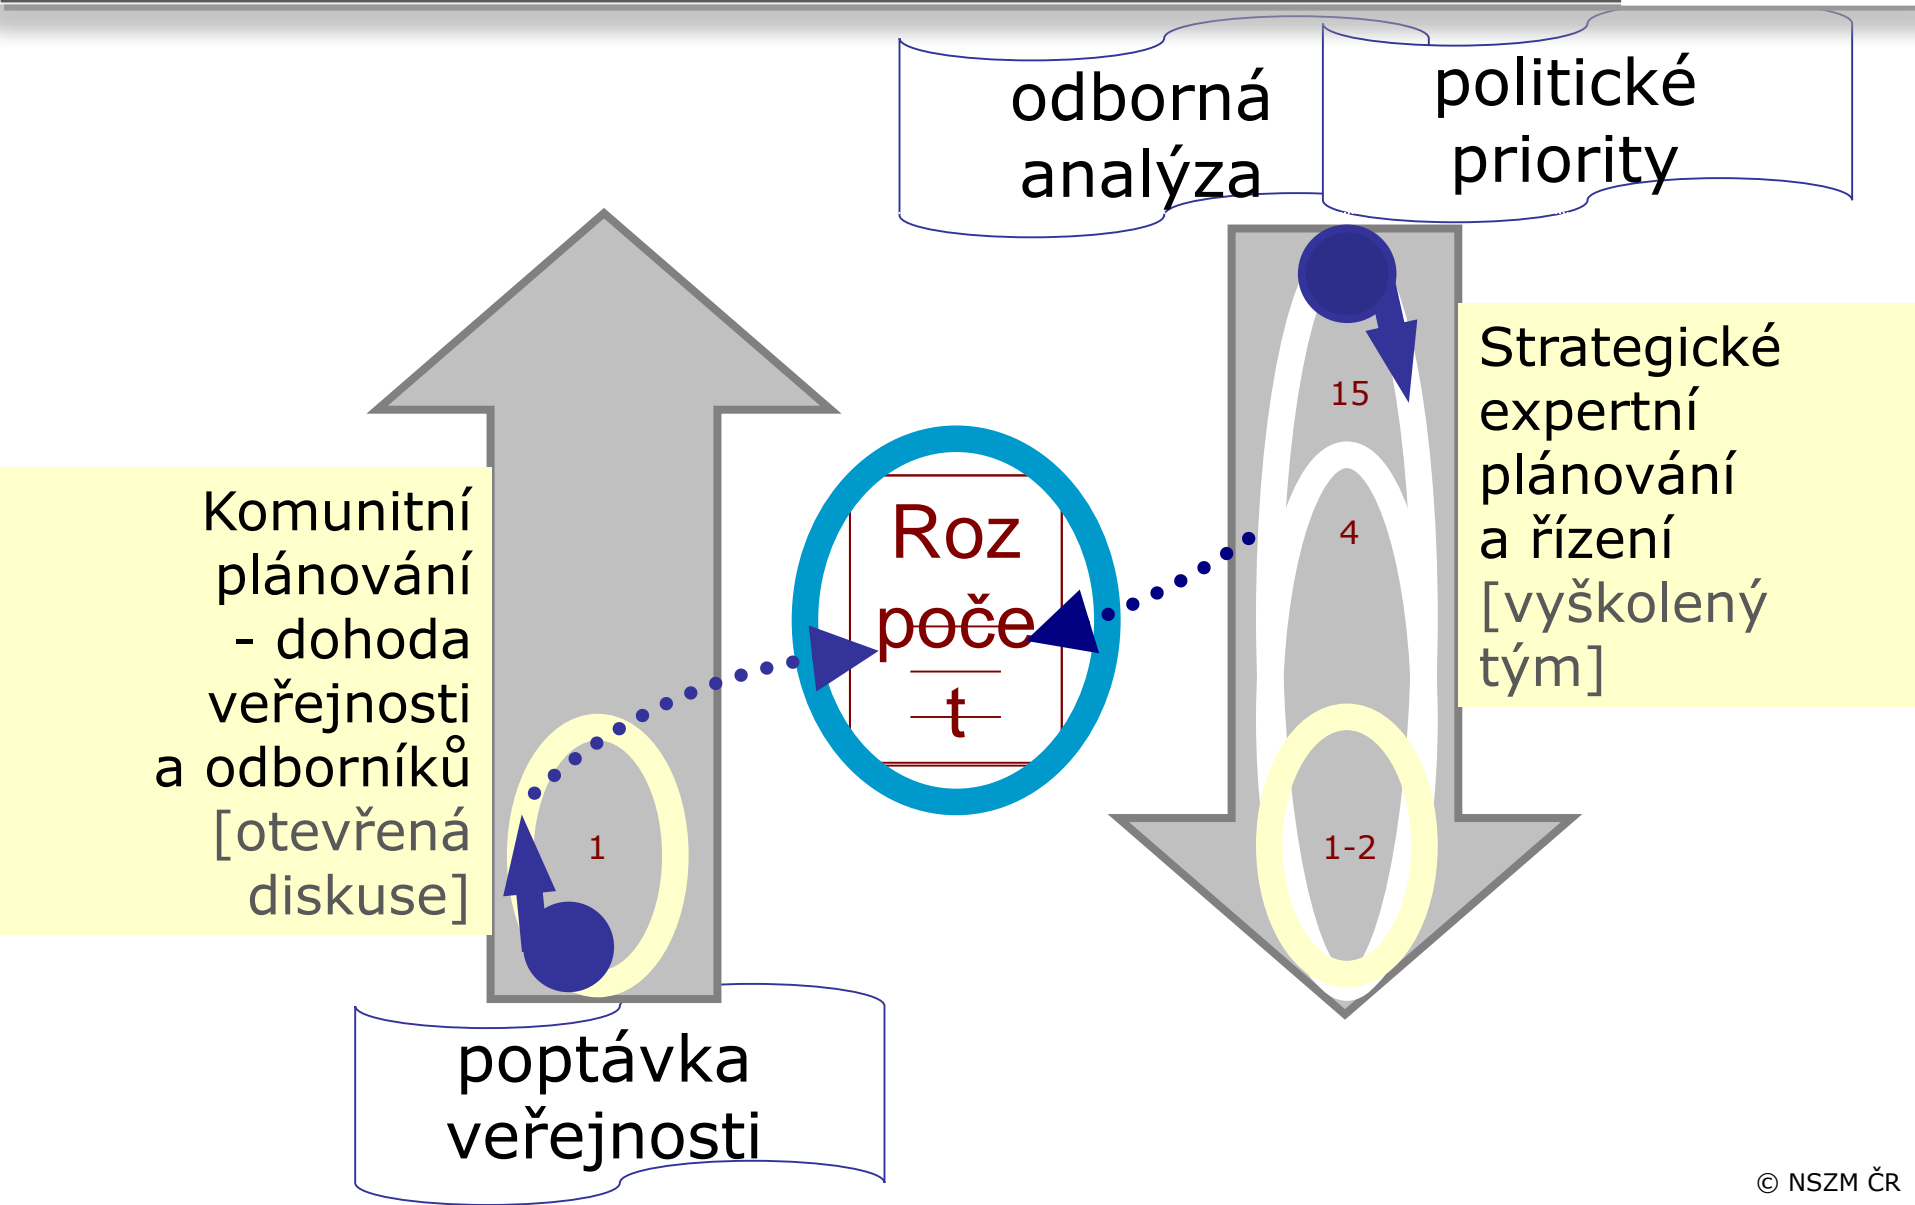 odborná
analýza
politické
priority
Strategické
expertní
plánování
a řízení
[vyškolený
tým]
15
4
1-2
Roz
poče
t
Komunitní
plánování
- dohoda
veřejnosti
a odborníků
[otevřená
diskuse]
1
poptávka
veřejnosti
© NSZM ČR